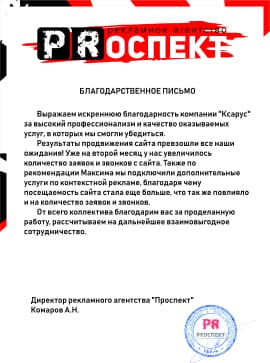 рекламное агентство
PROСПЕКТ
БЛАГОДАРСТВЕННОЕ ПИСЬМО
Выражаем искреннюю благодарность компании "Ксарус"
за высокий профессионализм и качество оказываемых
услуг, в которых мы смогли убедиться.
Результаты продвижения сайта превзошли все наши
ожидания! Уже на второй месяц у нас увеличилось
количество заявок и звонков с сайта. Также по
рекомендации Максима мы подключили дополнительные
услуги по контекстной рекламе, благодаря чему
посещаемость сайта стала еще больше, что так же повлияло
и на количество заявок и звонков.
От всего коллектива благодарим вас за проделанную
работу, рассчитываем на дальнейшее взаимовыгодное
сотрудничество.
Директор рекламного агентства "Проспект"
Комаров А.Н.
PR
PROСПЕКТ